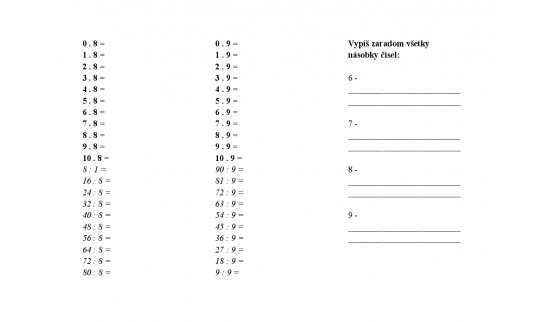 0 . 8 =
1 . 8 =
2 . 8 =
3 . 8 =
4 . 8 =
5 . 8 =
6 . 8 =
7 . 8 =
8 . 8 =
9 . 8 =
10 . 8 =
8 : 1 =
16 : 8 =
24 : 8 =
32 : 8 =
40 : 8 =
48 : 8 =
56 : 8 =
64 : 8 =
72 : 8 =
80 : 8 =
0 . 9 =
1 . 9 =
2 . 9 =
3 . 9 =
4 . 9 =
5 . 9 =
6 . 9 =
7 . 9 =
8 . 9 =
9 . 9 =
10 . 9 =
90 : 9 =
81 : 9 =
72 : 9 =
63 : 9 =
54 : 9 =
45 : 9 =
36 : 9 =
27 : 9 =
18 : 9 =
9 : 9 =
Vypíš zaradom všetky
násobky čísel:
6 -
7 -
8 -
9 -